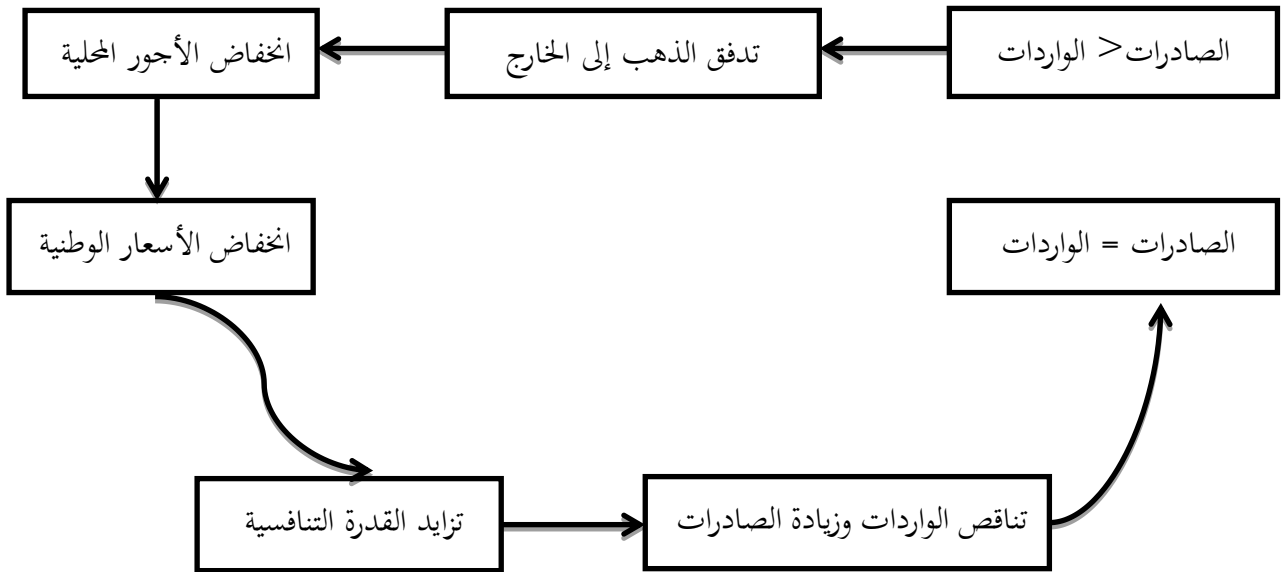 الصادرات> الواردات
تدفق الذهب إلى الخارج
انخفاض الأجور المحلية
انخفاض الأسعار الوطنية
تزايد القدرة التنافسية
تناقص الواردات وزيادة الصادرات
الصادرات = الواردات